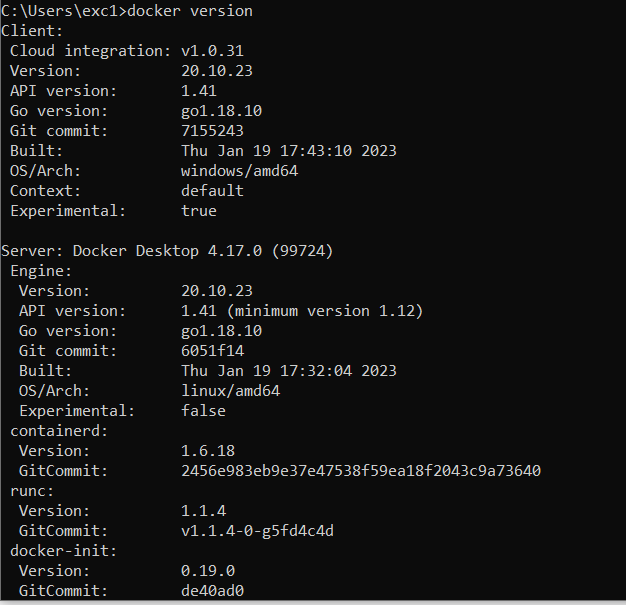 C:\Users\exc1>docker version
Client:
 Cloud integration: v1.0.31
 Version:           20.10.23
 API version:       1.41
 Go version:        go1.18.10
 Git commit:        7155243
 Built:             Thu Jan 19 17:43:10 2023
 OS/Arch:           windows/amd64
 Context:           default
 Experimental:      true

Server: Docker Desktop 4.17.0 (99724)
 Engine:
  Version:          20.10.23
  API version:      1.41 (minimum version 1.12)
  Go version:       go1.18.10
  Git commit:       6051f14
  Built:            Thu Jan 19 17:32:04 2023
  OS/Arch:          linux/amd64
  Experimental:     false
 containerd:
  Version:          1.6.18
  GitCommit:        2456e983eb9e37e47538f59ea18f2043c9a73640
 runc:
  Version:          1.1.4
  GitCommit:        v1.1.4-0-g5fd4c4d
 docker-init:
  Version:          0.19.0
  GitCommit:        de40ad0